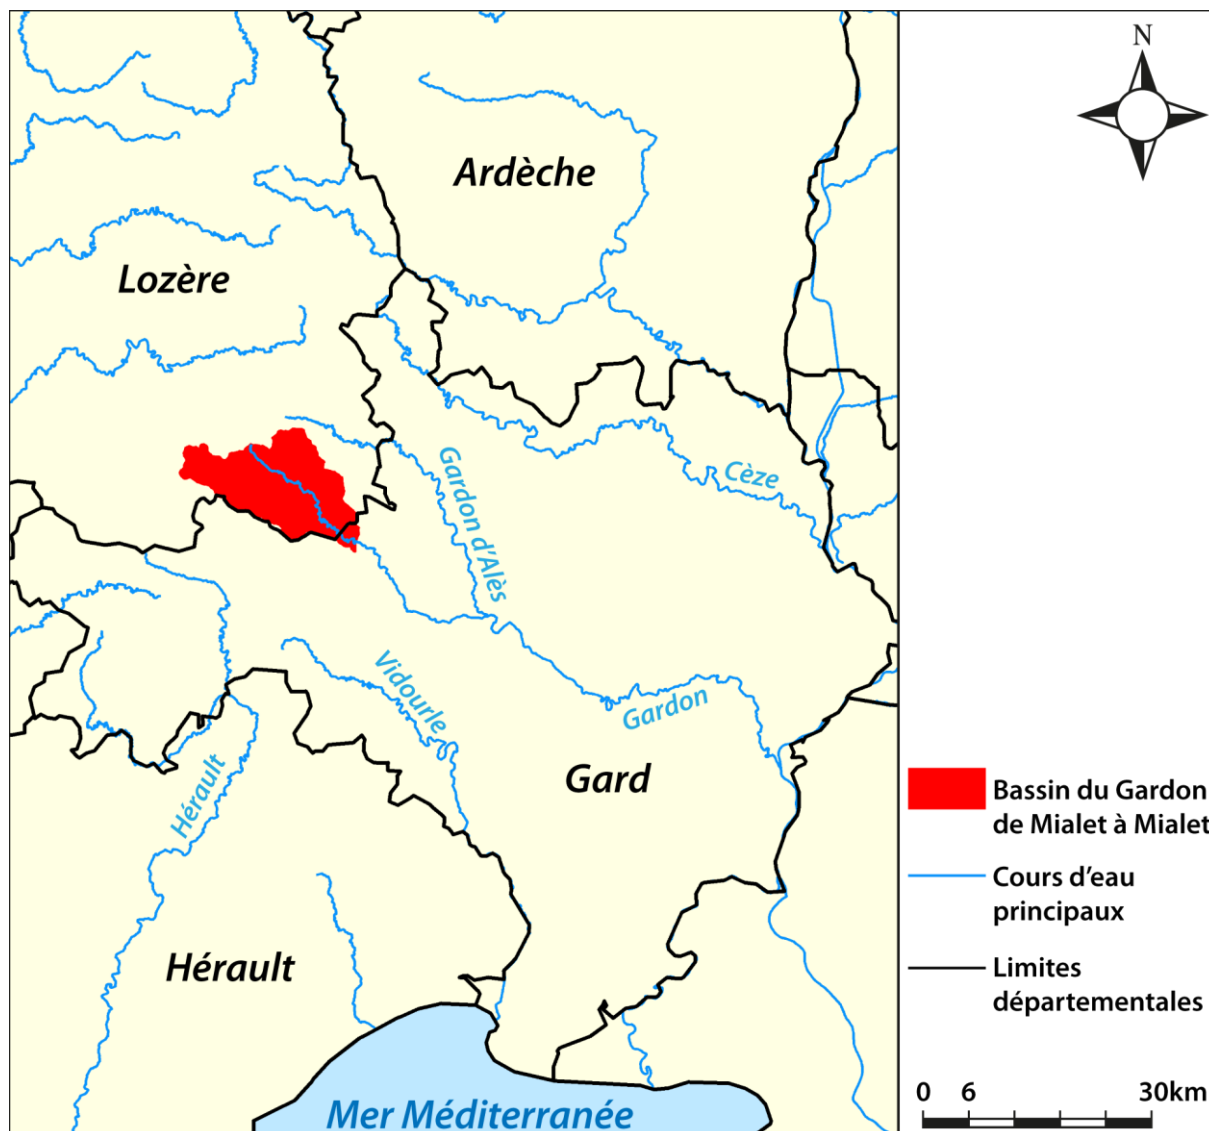 N
Ardèche
Lozère
Cèze
Gardon d'Alès
Vidourle
Gardon
Gard
Hérault
Hérault
Mer Méditerranée
Bassin du Gardon
de Mialet à Mialet
Cours d'eau
principaux
Limites
départementales
0 6 30km